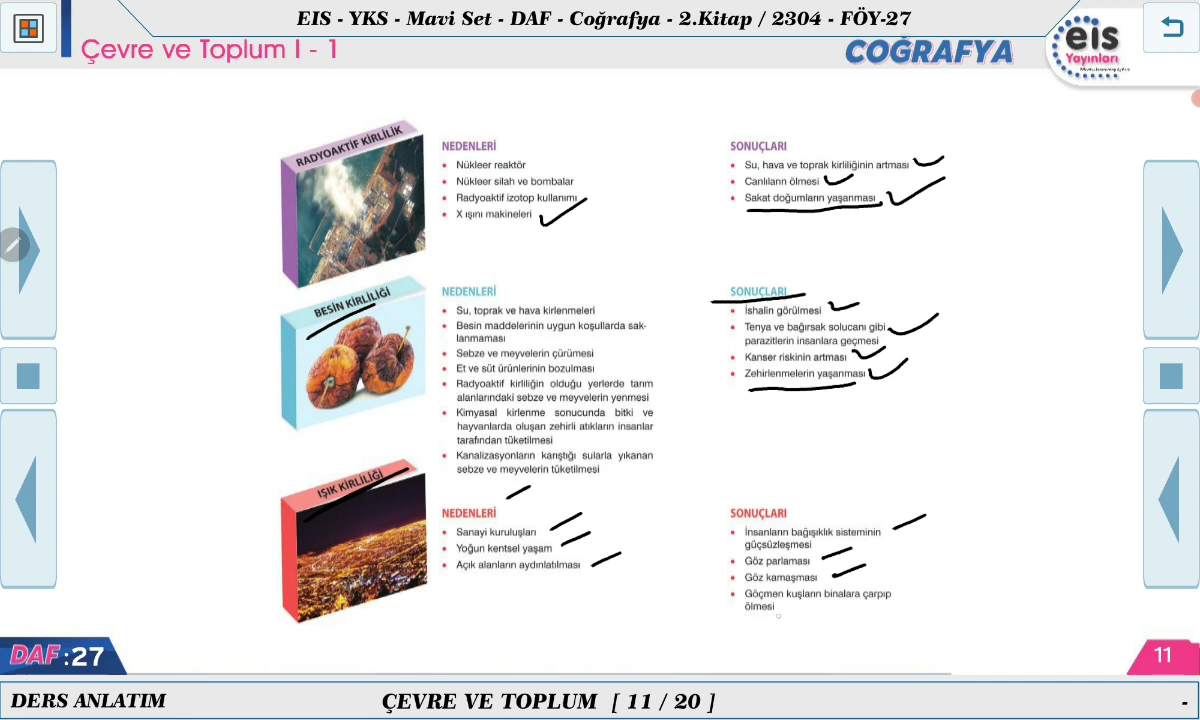 EIS - YKS - Mavi Set - DAF - Coğrafya - 2.Kitap / 2304 - FÖY-27
Çevre ve Toplum I - 1
COĞRAFYA
eis
Yayınları
RADYOAKTİF KİRLİLİK
NEDENLERİ
• Nükleer reaktör
• Nükleer silah ve bombalar
• Radyoaktif izotop kullanımı
• X ışını makineleri
SONUÇLARI
• Su, hava ve toprak kirliliğinin artması
• Canlıların ölmesi
• Sakat doğumların yaşanması
BESİN KİRLİLİĞİ
NEDENLERİ
• Su, toprak ve hava kirlenmeleri
• Besin maddelerinin uygun koşullarda sak-
lanmaması
• Sebze ve meyvelerin çürümesi
• Et ve süt ürünlerinin bozulması
• Radyoaktif kirliliğin olduğu yerlerde tarım
alanlarındaki sebze ve meyvelerin yenmesi
• Kimyasal kirlenme sonucunda bitki ve
hayvanlarda oluşan zehirli atıkların insanlar
tarafından tüketilmesi
• Kanalizasyonların karıştığı sularla yıkanan
sebze ve meyvelerin tüketilmesi
SONUÇLARI
• İshalin görülmesi
• Tenya ve bağırsak solucanı gibi
parazitlerin insanlara geçmesi
• Kanser riskinin artması
• Zehirlenmelerin yaşanması
IŞIK KİRLİLİĞİ
NEDENLERİ
• Sanayi kuruluşları
• Yoğun kentsel yaşam
• Açık alanların aydınlatılması
SONUÇLARI
• İnsanların bağışıklık sisteminin
güçsüzleşmesi
• Göz parlaması
• Göz kamaşması
• Göçmen kuşların binalara çarpıp
ölmesi
DAF :27
11
DERS ANLATIM
ÇEVRE VE TOPLUM [ 11 / 20 ]
-